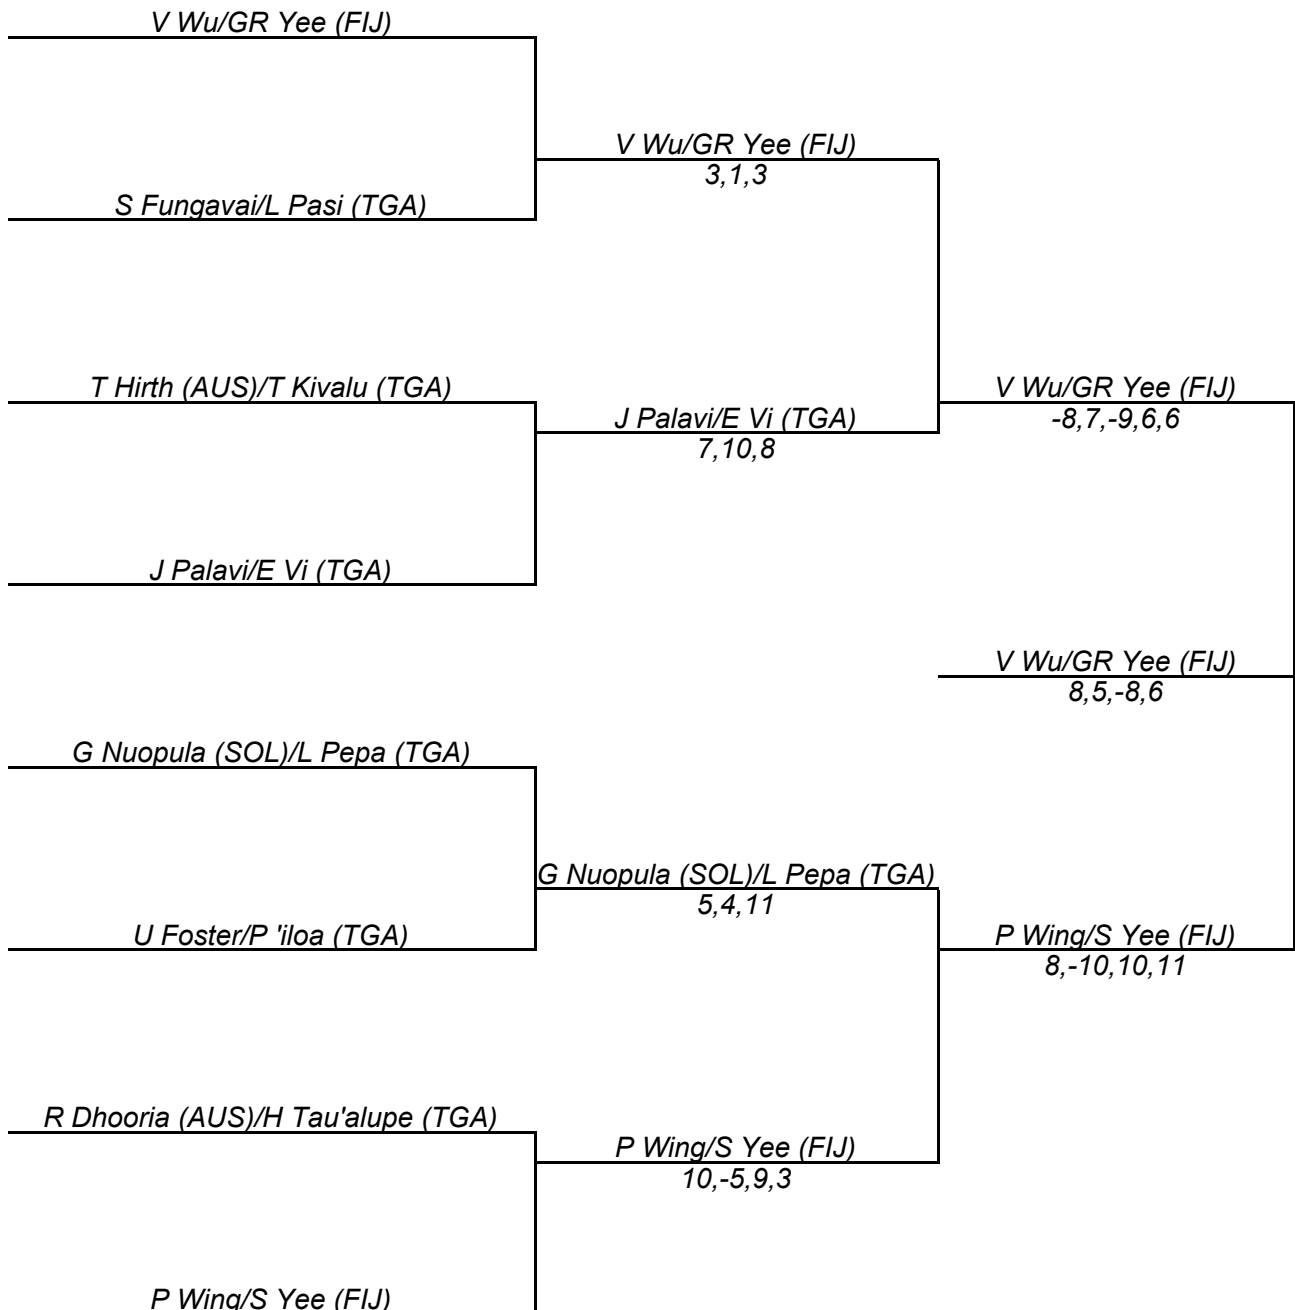 V Wu/GR Yee (FIJ)
V Wu/GR Yee (FIJ)
3,1,3
S Fungavai/L Pasi (TGA)
T Hirth (AUS)/T Kivalu (TGA)
V Wu/GR Yee (FIJ)
-8,7,-9,6,6
J Palavi/E Vi (TGA)
7,10,8
J Palavi/E Vi (TGA)
V Wu/GR Yee (FIJ)
8,5,-8,6
G Nuopula (SOL)/L Pepa (TGA)
G Nuopula (SOL)/L Pepa (TGA)
5,4,11
U Foster/P 'iloa (TGA)
P Wing/S Yee (FIJ)
8,-10,10,11
R Dhooria (AUS)/H Tau'alupe (TGA)
P Wing/S Yee (FIJ)
10,-5,9,3
P Wing/S Yee (FIJ)